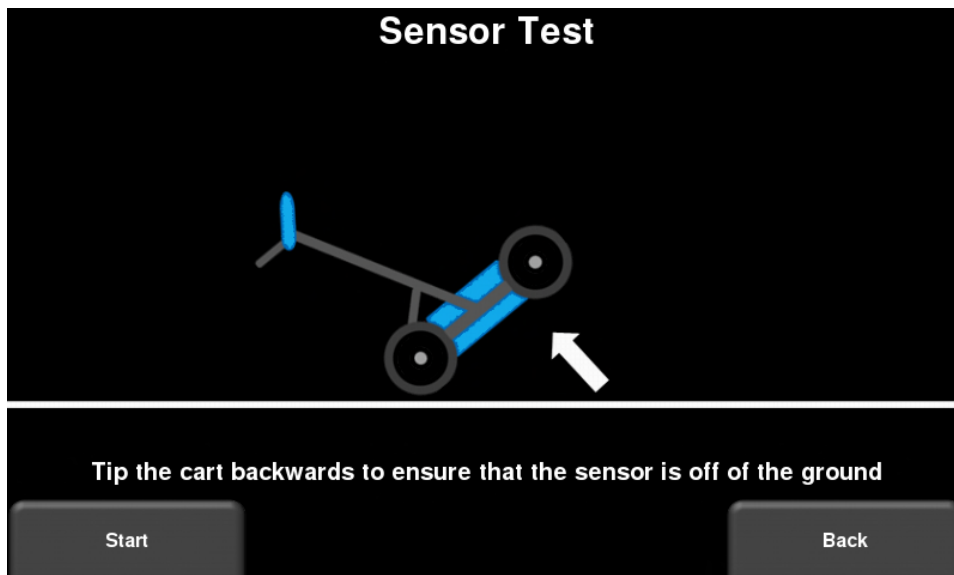 Sensor Test
Tip the cart backwards to ensure that the sensor is off of the ground
Start
Back